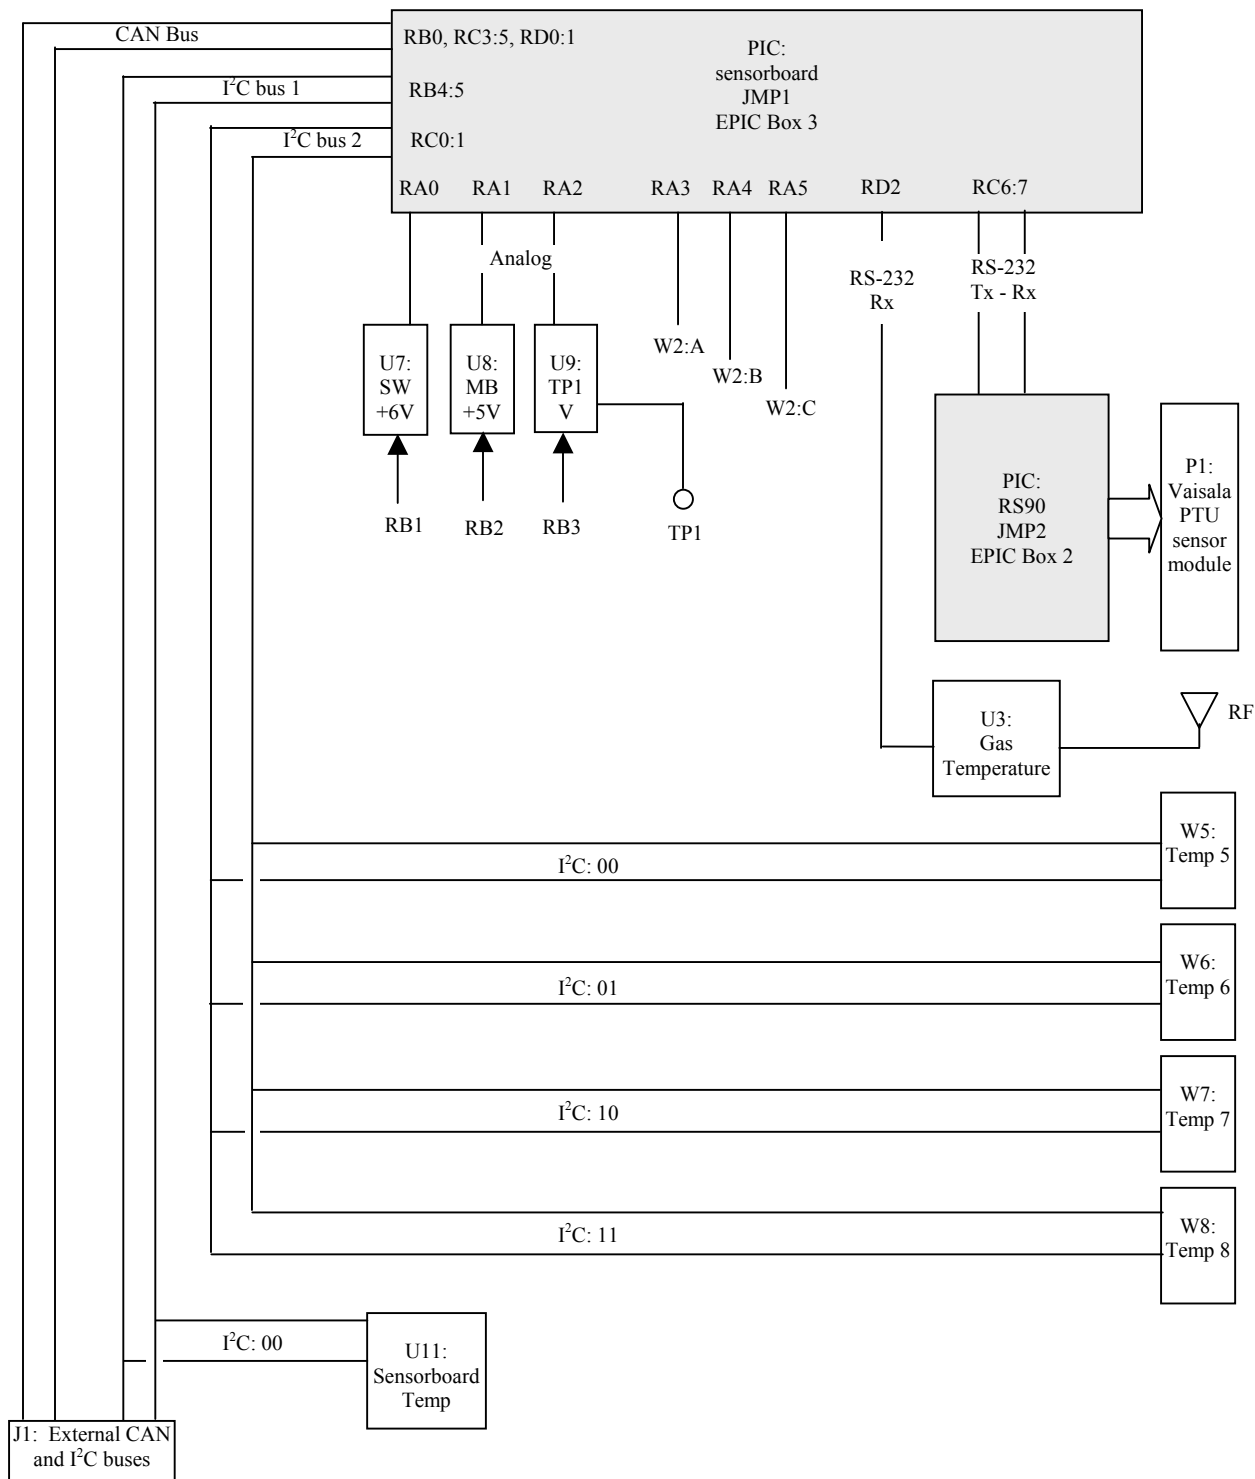 CAN Bus
RB0, RC3:5, RD0:1
PIC:
sensorboard
JMP1
EPIC Box 3
I²C bus 1
RB4:5
I²C bus 2
RC0:1
RA0
RA1
RA2
RA3
RA4
RA5
RD2
RC6:7
Analog
RS-232
Rx
RS-232
Tx - Rx
U7:
SW
+6V
U8:
MB
+5V
U9:
TP1
V
W2:A
W2:B
W2:C
RB1
RB2
RB3
TP1
PIC:
RS90
JMP2
EPIC Box 2
P1:
Vaisala
PTU
sensor
module
U3:
Gas
Temperature
RF
I²C: 00
W5:
Temp 5
I²C: 01
W6:
Temp 6
I²C: 10
W7:
Temp 7
I²C: 11
W8:
Temp 8
I²C: 00
U11:
Sensorboard
Temp
J1: External CAN
and I²C buses